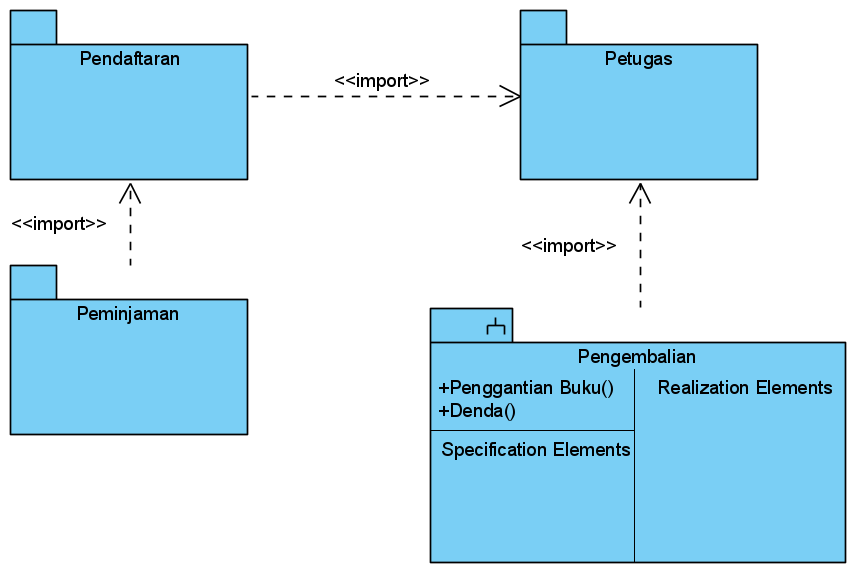 Pendaftaran
Petugas
<<import>>
<<import>>
<<import>>
Peminjaman
Pengembalian
+Penggantian Buku()
+Denda()
Realization Elements
Specification Elements